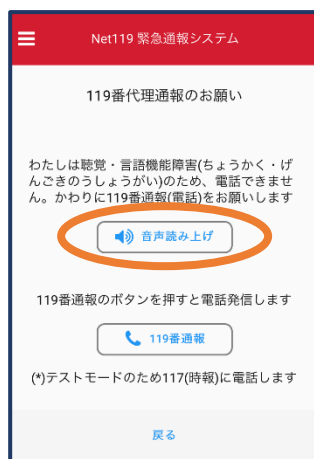 Net119 緊急通報システム
119番代理通報のお願い
わたしは聴覚・言語機能障害(ちょうかく・げ
んごきのうしょうがい)のため、電話できませ
ん。かわりに119番通報(電話)をお願いします
音声読み上げ
119番通報のボタンを押すと電話発信します
119番通報
(*)テストモードのため117(時報)に電話します
戻る